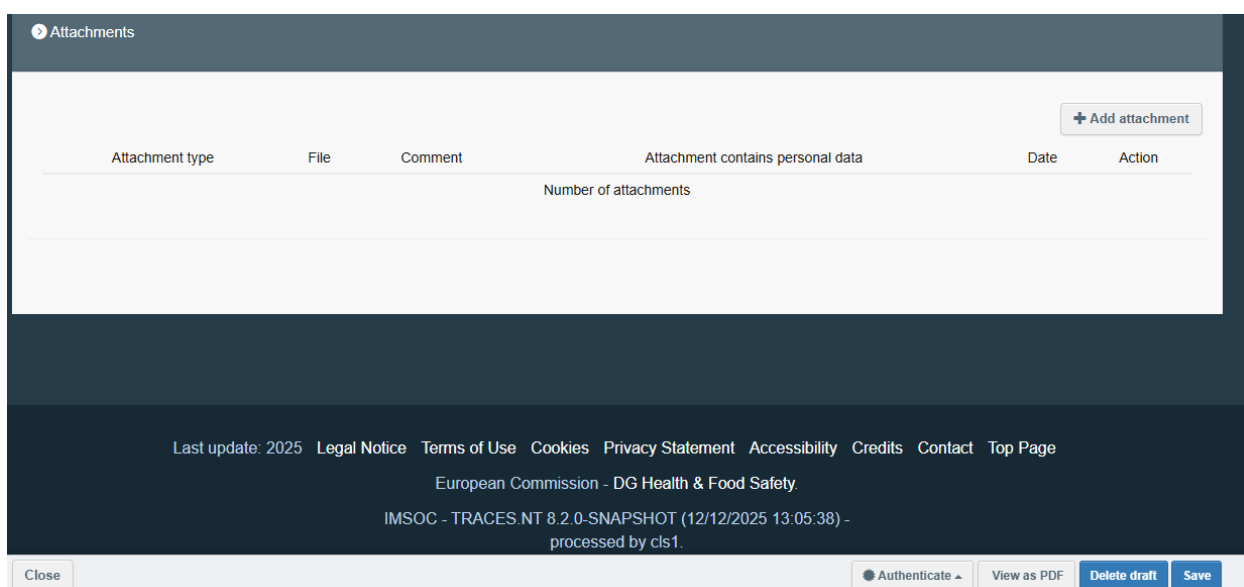 Attachments
Add attachment
Attachment type File Comment Attachment contains personal data Date Action
Number of attachments
Last update: 2025 Legal Notice Terms of Use Cookies Privacy Statement Accessibility Credits Contact Top Page
European Commission - DG Health & Food Safety.
IMSOC - TRACES.NT 8.2.0-SNAPSHOT (12/12/2025 13:05:38) -
processed by cls1.
Close Authenticate View as PDF Delete draft Save